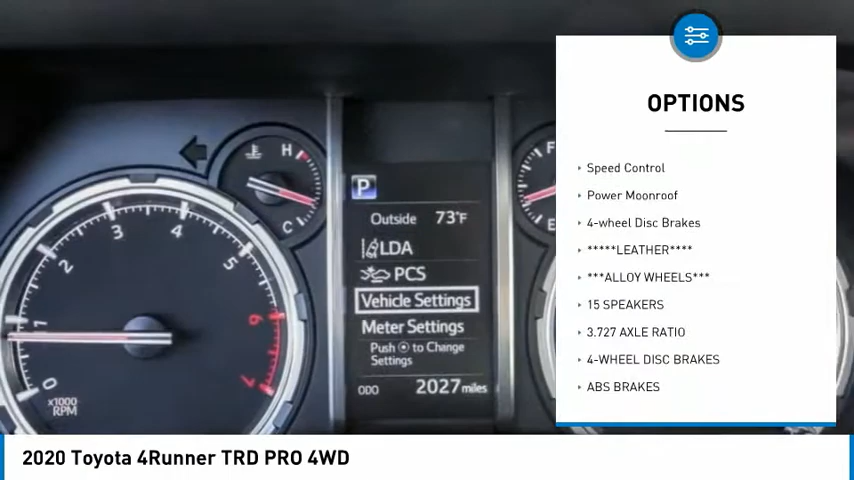 OPTIONS
Speed Control
Power Moonroof
4-wheel Disc Brakes
*****LEATHER****
***ALLOY WHEELS***
15 SPEAKERS
3.727 AXLE RATIO
4-WHEEL DISC BRAKES
ABS BRAKES
H
C
F
E
P
Outside 73°F
LDA
PCS
Vehicle Settings
Meter Settings
Push ⊙ to Change
Settings
ODO 2027 miles
0
1
2
3
4
5
6
7
x1000
RPM
2020 Toyota 4Runner TRD PRO 4WD